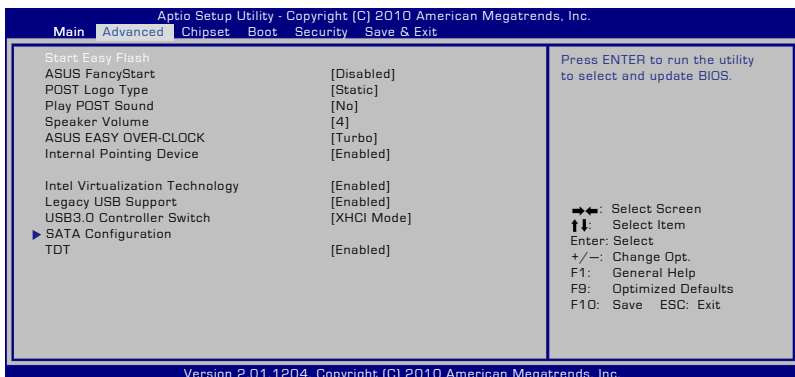 Aptio Setup Utility - Copyright (C) 2010 American Megatrends, Inc.
Main Advanced Chipset Boot Security Save & Exit
Start Easy Flash
ASUS FancyStart [Disabled]
POST Logo Type [Static]
Play POST Sound [No]
Speaker Volume [4]
ASUS EASY OVER-CLOCK [Turbo]
Internal Pointing Device [Enabled]
Intel Virtualization Technology [Enabled]
Legacy USB Support [Enabled]
USB3.0 Controller Switch [XHCI Mode]
SATA Configuration
TDT [Enabled]
Press ENTER to run the utility
to select and update BIOS.
→←: Select Screen
↑↓: Select Item
Enter: Select
+/—: Change Opt.
F1: General Help
F9: Optimized Defaults
F10: Save ESC: Exit
Version 2.01.1204. Copyright (C) 2010 American Megatrends, Inc.